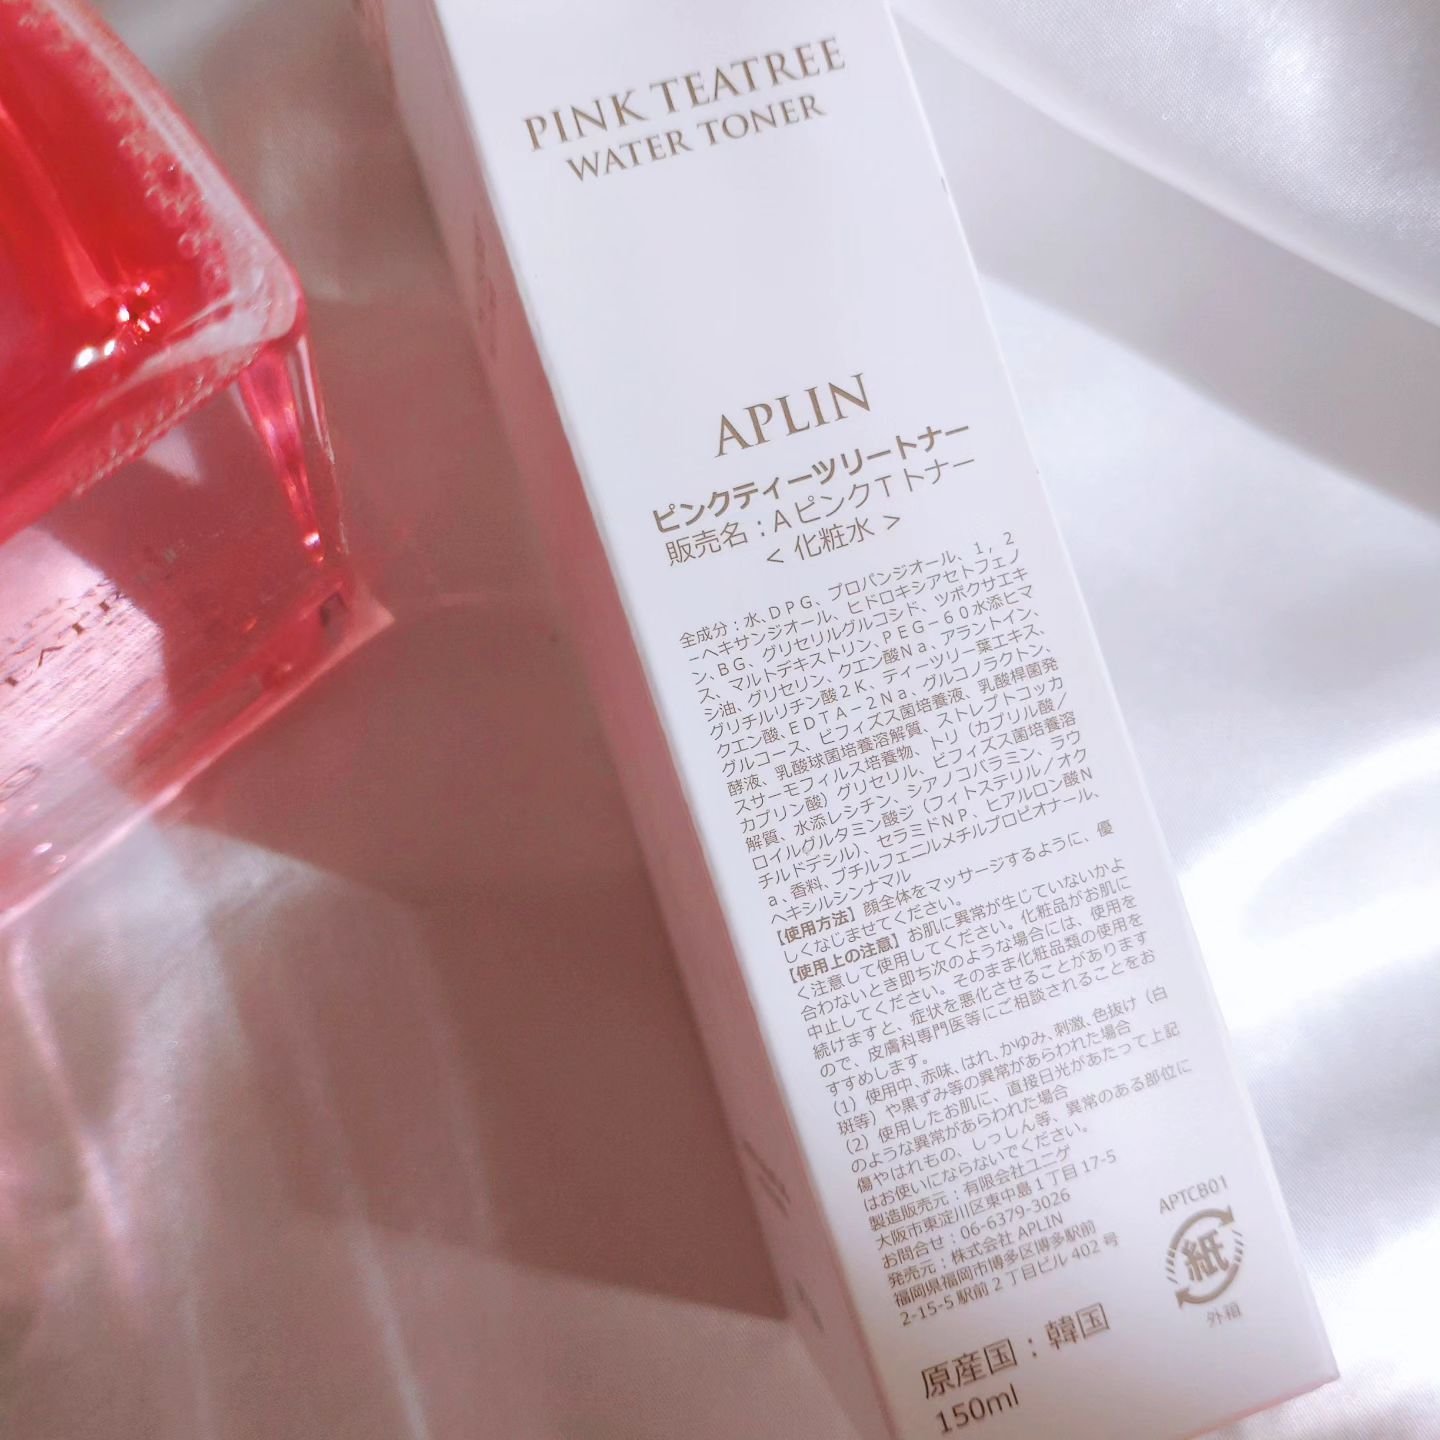 PINK TEATREE
WATER TONER
APLIN
ピンクティーツリートナー
販売名：AピンクTトナー
＜ 化粧水 ＞
全成分：水、DPG、プロパンジオール、1，2
－ヘキサンジオール、ヒドロキシアセトフェノ
ン、BG、グリセリルグルコシド、ツボクサエキ
ス、マルトデキストリン、PEG－60水添ヒマ
シ油、グリセリン、クエン酸Na、アラントイン、
グリチルリチン酸2K、ティーツリー葉エキス、
クエン酸、EDTA－2Na、グルコノラクトン、
グルコース、ビフィズス菌培養液、乳酸桿菌発
酵液、乳酸球菌培養溶解質、ストレプトコッカ
スサーモフィルス培養物、トリ（カプリル酸／
カプリン酸）グリセリル、ビフィズス菌培養溶
解質、水添レシチン、シアノコバラミン、ラウ
ロイルグルタミン酸ジ（フィトステリル／オク
チルドデシル）、セラミドNP、ヒアルロン酸N
a、香料、ブチルフェニルメチルプロピオナール、
ヘキシルシンナマル
【使用方法】顔全体をマッサージするように、優
しくなじませてください。
【使用上の注意】お肌に異常が生じていないかよ
く注意して使用してください。化粧品がお肌に
合わないとき即ち次のような場合には、使用を
中止してください。そのまま化粧品類の使用を
続けますと、症状を悪化させることがあります
ので、皮膚科専門医等にご相談されることをお
すすめします。
（1）使用中、赤味、はれ、かゆみ、刺激、色抜け（白
斑等）や黒ずみ等の異常があらわれた場合
（2）使用したお肌に、直接日光があたって上記
のような異常があらわれた場合
傷やはれもの、しっしん等、異常のある部位に
はお使いにならないでください。
製造販売元：有限会社ユニゲ
大阪市東淀川区東中島1丁目17-5
お問合せ：06-6379-3026
発売元：株式会社 APLIN
福岡県福岡市博多区博多駅前
2-15-5 駅前2丁目ビル 402 号
APTCB01
紙
外箱
原産国：韓国
150ml